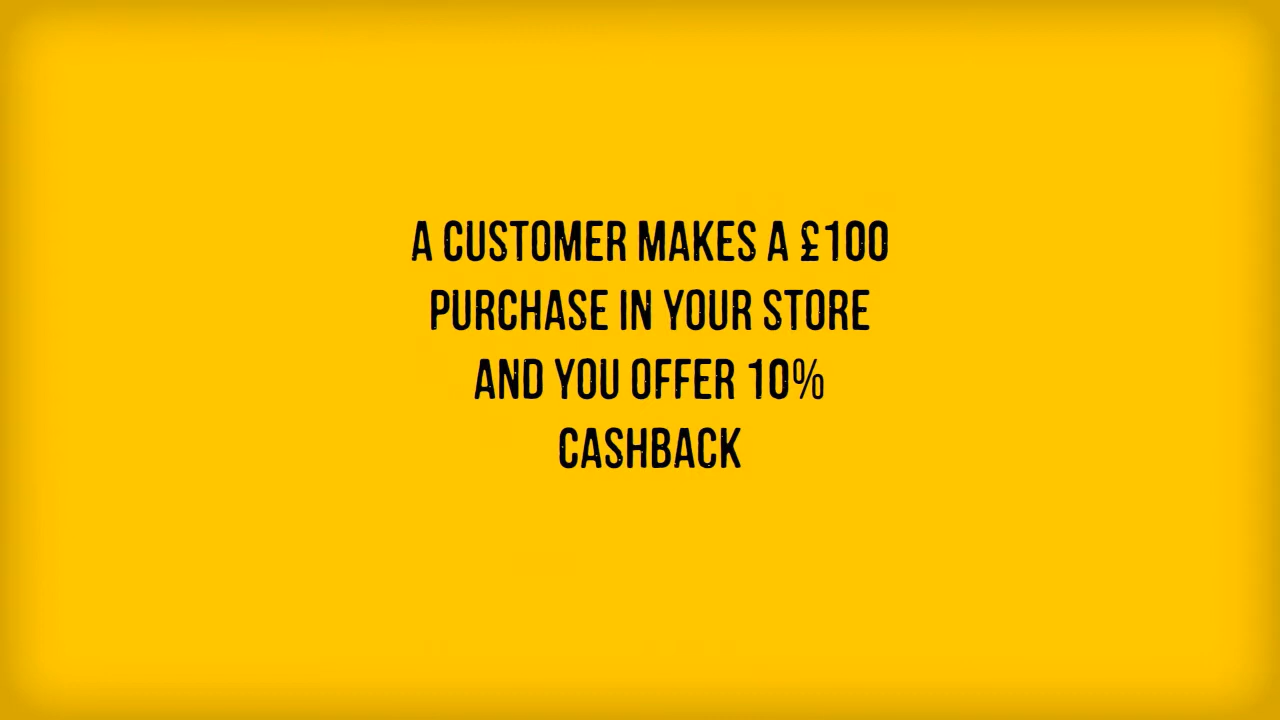 A CUSTOMER MAKES A £100
PURCHASE IN YOUR STORE
AND YOU OFFER 10%
CASHBACK